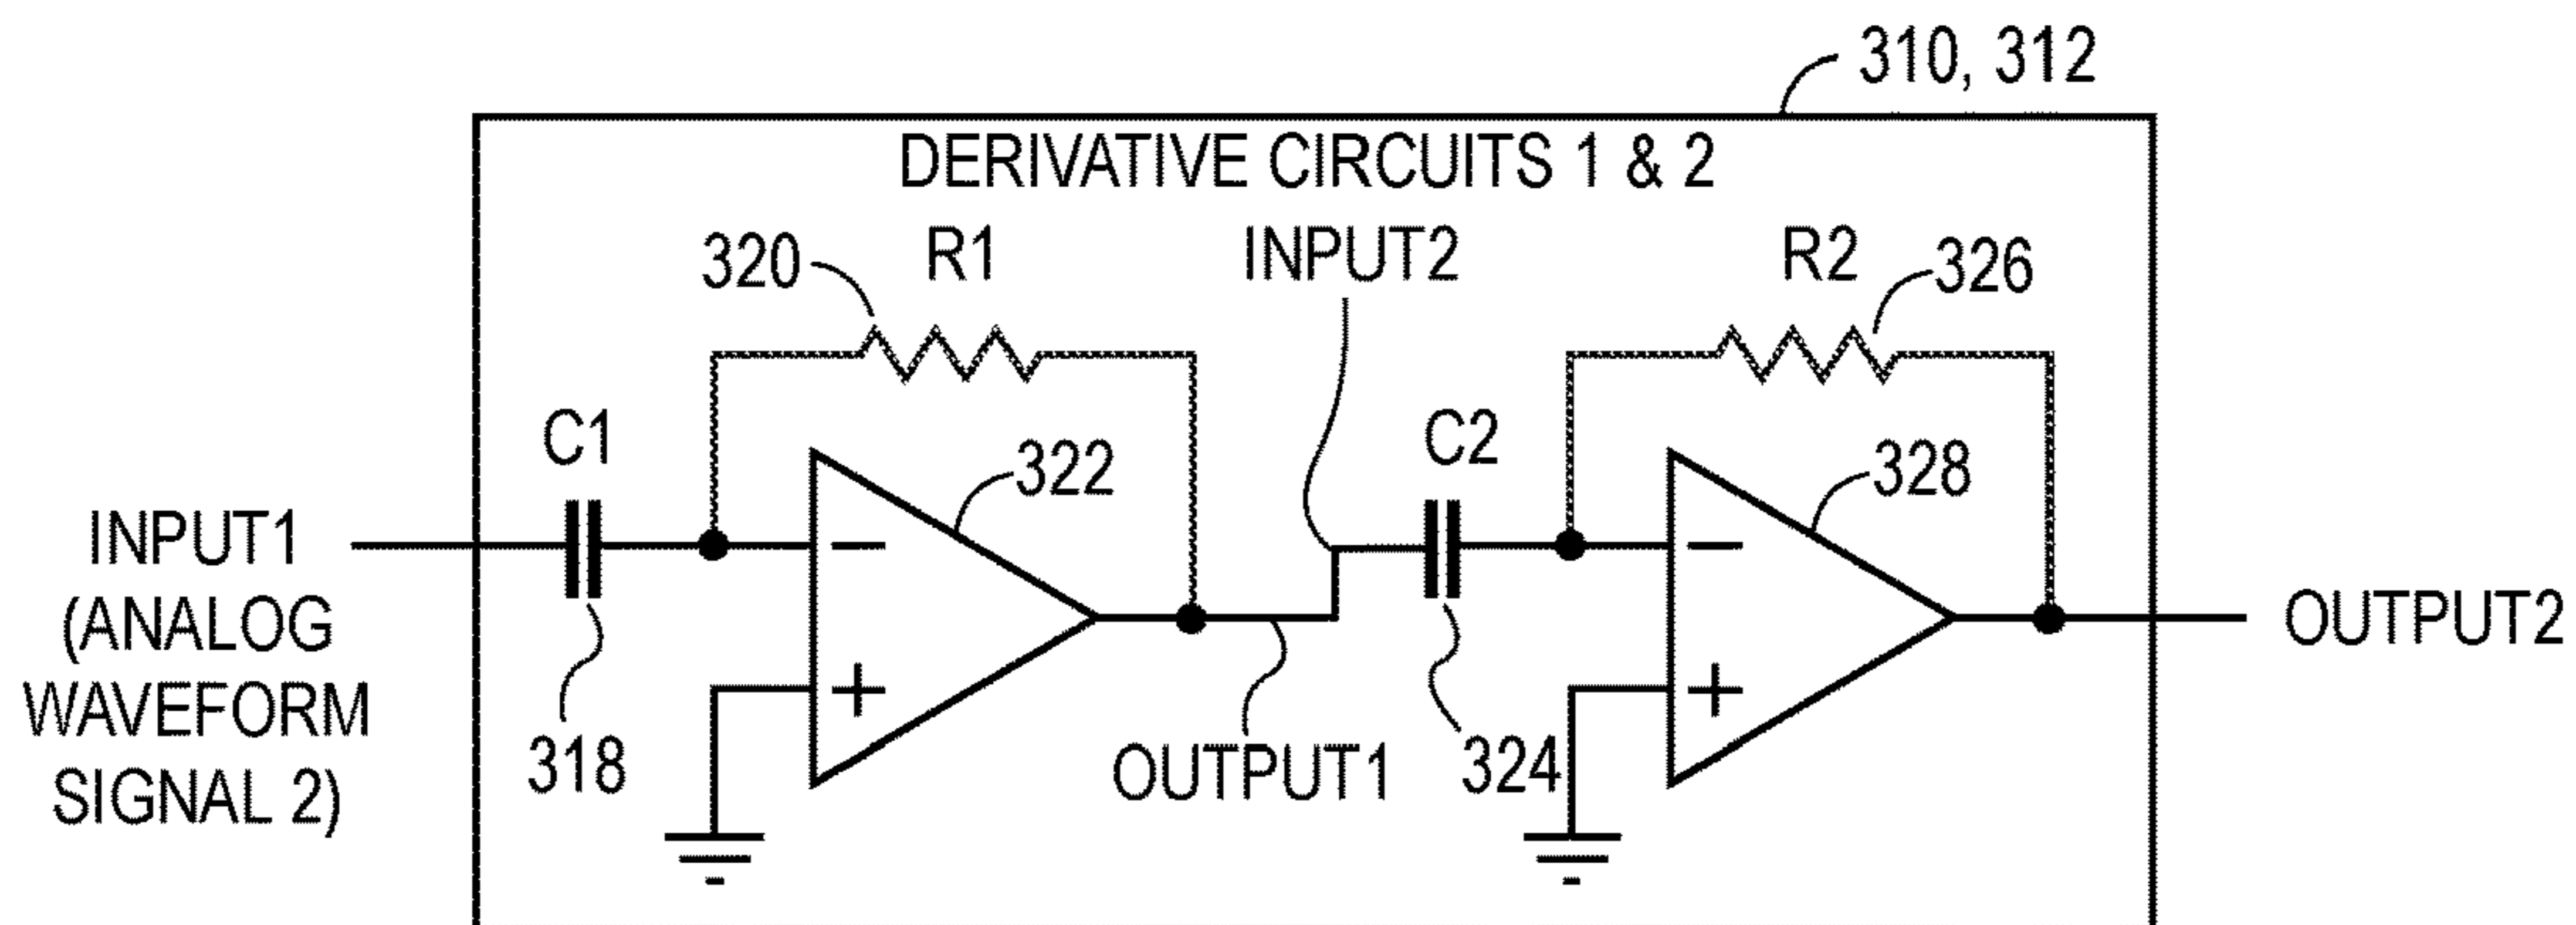 310, 312
DERIVATIVE CIRCUITS 1 & 2
320
R1
INPUT2
R2
326
C1
322
C2
328
INPUT1
(ANALOG
WAVEFORM
SIGNAL 2)
−
+
318
OUTPUT1
−
+
324
OUTPUT2